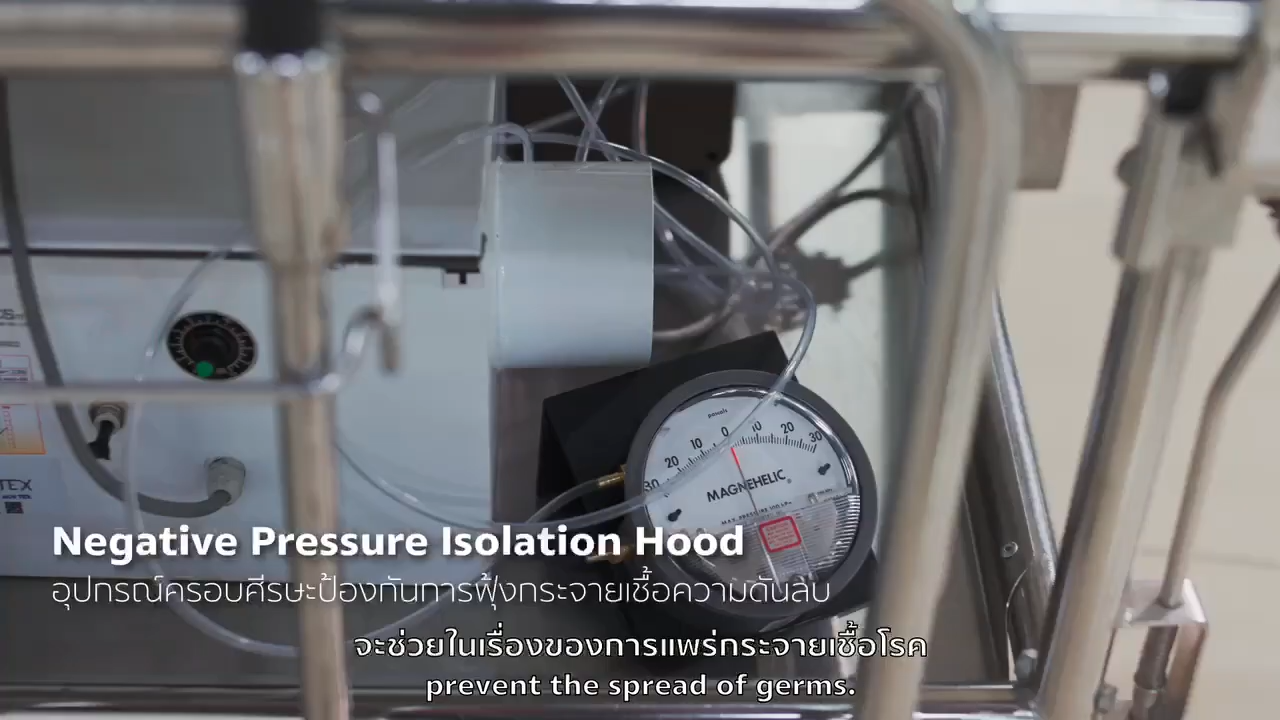 pascals
30 20 10 0 10 20 30
MAGNEHELIC
TEX
Negative Pressure Isolation Hood
อุปกรณ์ครอบศีรษะป้องกันการฟุ้งกระจายเชื้อความดันลบ
จะช่วยในเรื่องของการแพร่กระจายเชื้อโรค
prevent the spread of germs.